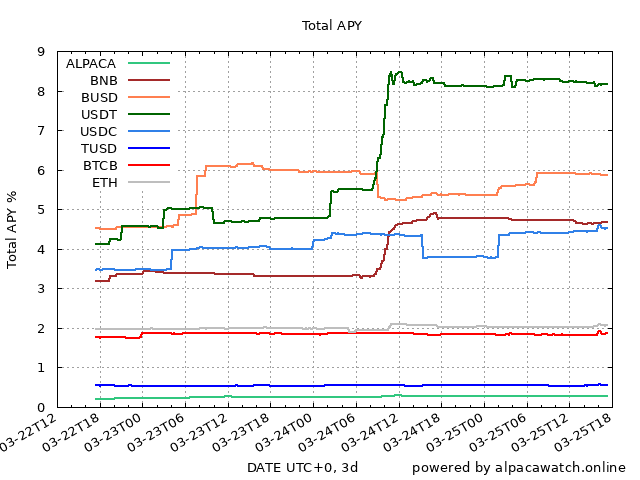 Total APY
Total APY %
9
8
7
6
5
4
3
2
1
0
ALPACA
BNB
BUSD
USDT
USDC
TUSD
BTCB
ETH
03-22T12
03-22T18
03-23T00
03-23T06
03-23T12
03-23T18
03-24T00
03-24T06
03-24T12
03-24T18
03-25T00
03-25T06
03-25T12
03-25T18
DATE UTC+0, 3d
powered by alpacawatch.online